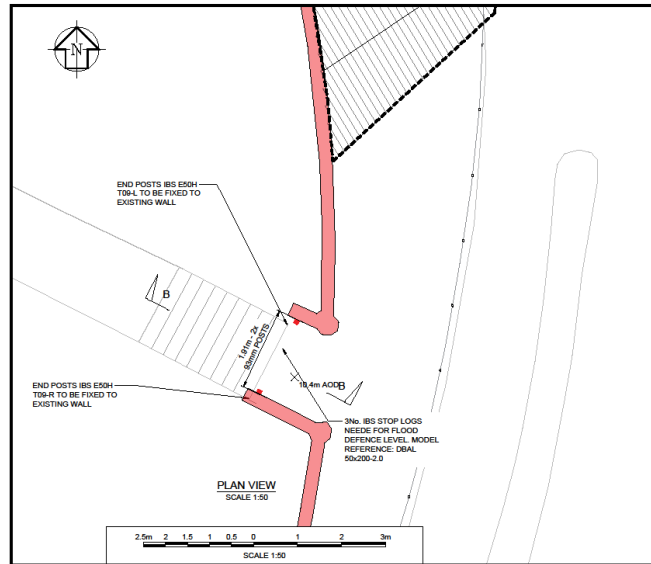 N
END POSTS IBS E50H
T09-L TO BE FIXED TO
EXISTING WALL
B
1.91m - 2x
93mm POSTS
END POSTS IBS E50H
T09-R TO BE FIXED TO
EXISTING WALL
10.4m AOD
B
3No. IBS STOP LOGS
NEEDE FOR FLOOD
DEFENCE LEVEL. MODEL
REFERENCE: DBAL
50x200-2.0
PLAN VIEW
SCALE 1:50
2.5m 2 1.5 1 0.5 0 1 2 3m
SCALE 1:50